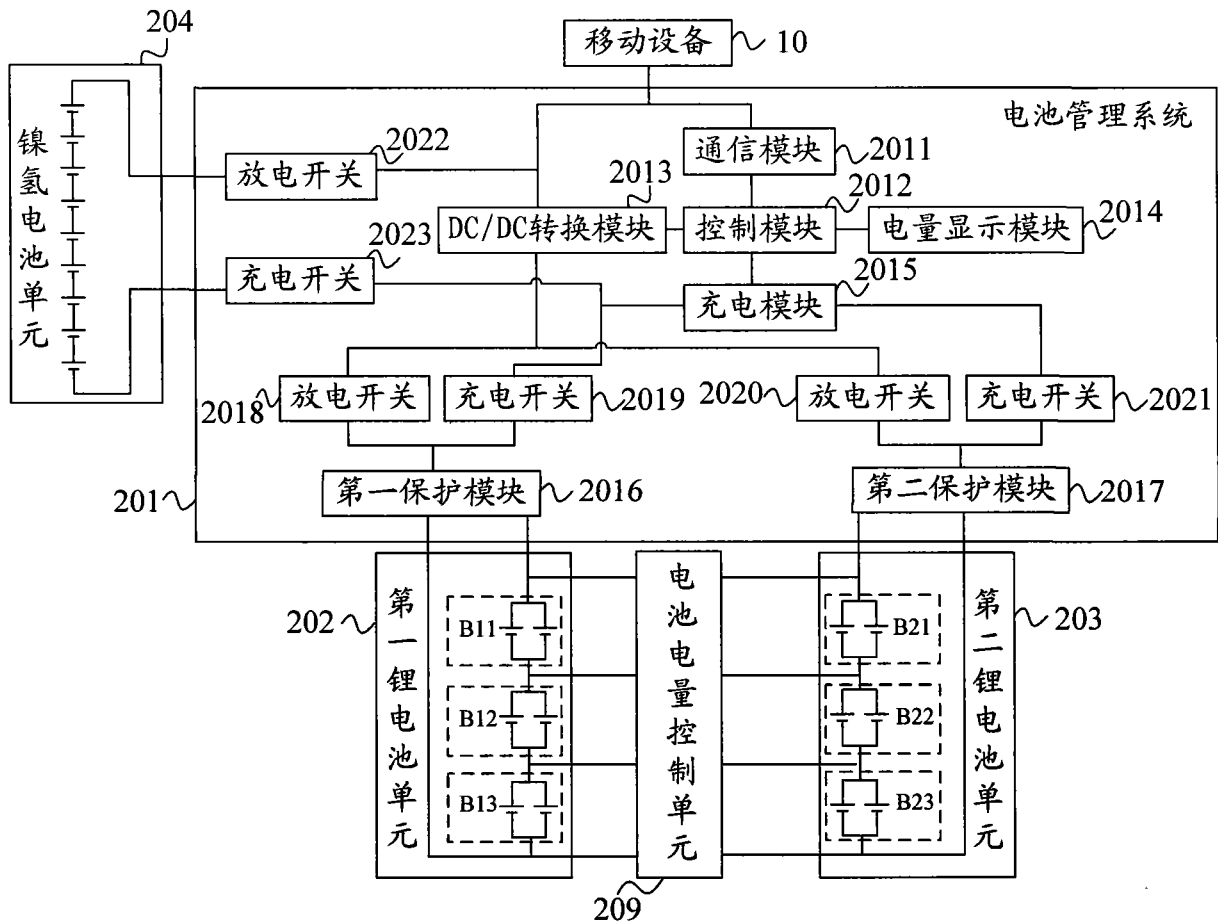 204
移动设备
10
电池管理系统
镍氢电池单元
放电开关
2022
通信模块
2011
2013
2012
DC/DC转换模块
控制模块
电量显示模块
2014
充电开关
2023
充电模块
2015
2018
放电开关
充电开关
2019
2020
放电开关
充电开关
2021
201
第一保护模块
2016
第二保护模块
2017
202
第一锂电池单元
B11
B12
B13
电池电量控制单元
B21
B22
B23
第二锂电池单元
203
209